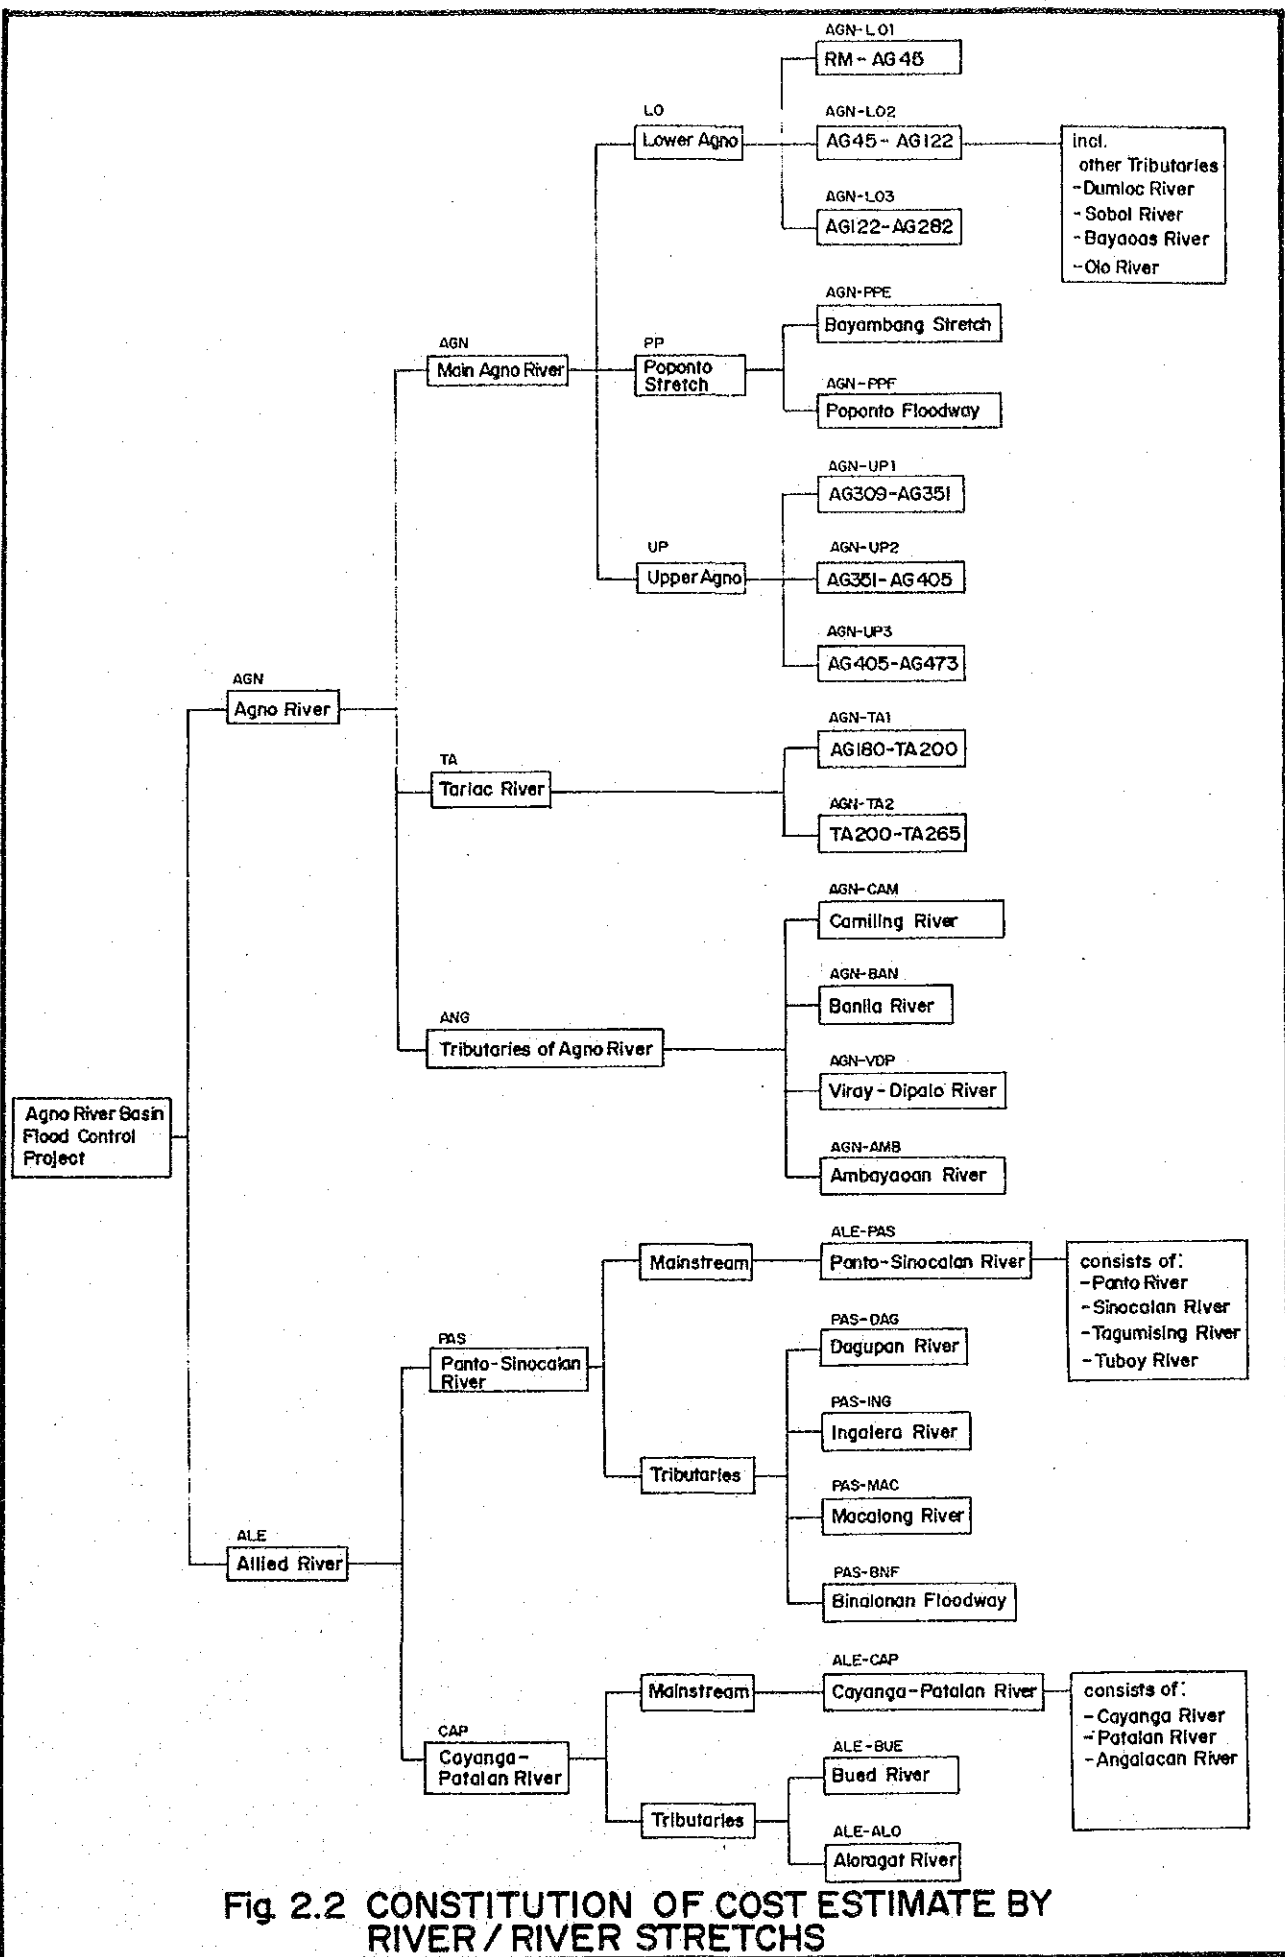 AGN-LO1
RM - AG45
LO
Lower Agno
AGN-LO2
AG45 - AG122
incl.
other Tributaries
- Dumloc River
- Sobol River
- Bayaoas River
- Olo River
AGN-LO3
AG122-AG282
AGN-PPE
Bayambang Stretch
AGN
Main Agno River
PP
Poponto
Stretch
AGN-PPF
Poponto Floodway
AGN-UP1
AG309-AG351
UP
Upper Agno
AGN-UP2
AG351-AG405
AGN-UP3
AG405-AG473
AGN
Agno River
AGN-TA1
AG180-TA200
TA
Tarlac River
AGN-TA2
TA200-TA265
AGN-CAM
Camiling River
AGN-BAN
Banila River
ANG
Tributaries of Agno River
AGN-VDP
Viray-Dipalo River
AGN-AMB
Ambayaoan River
Agno River Basin
Flood Control
Project
Mainstream
ALE-PAS
Panto-Sinocalan River
consists of:
- Panto River
- Sinocalan River
- Tagumising River
- Tuboy River
PAS
Panto-Sinocalan
River
PAS-DAG
Dagupan River
PAS-ING
Ingalera River
Tributaries
PAS-MAC
Macalong River
ALE
Allied River
PAS-BNF
Binalonan Floodway
Mainstream
ALE-CAP
Cayanga-Patalan River
consists of:
- Cayanga River
- Patalan River
- Angalacan River
CAP
Cayanga-
Patalan River
ALE-BUE
Bued River
Tributaries
ALE-ALO
Aloragat River
Fig. 2.2 CONSTITUTION OF COST ESTIMATE BY
RIVER / RIVER STRETCHS